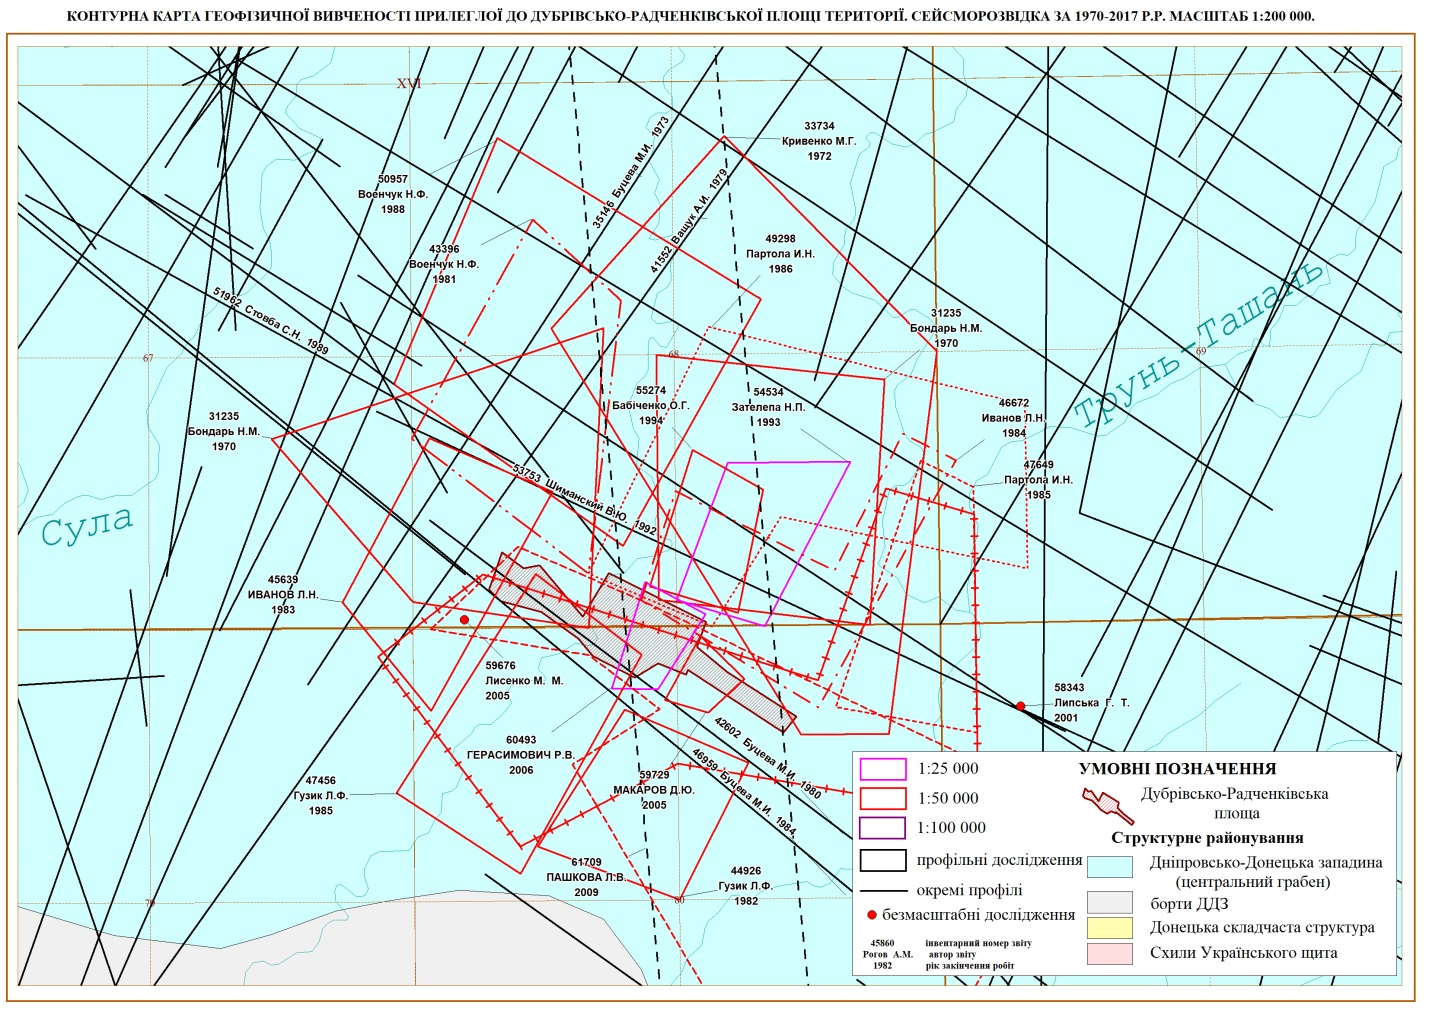 КОНТУРНА КАРТА ГЕОФІЗИЧНОЇ ВИВЧЕНОСТІ ПРИЛЕГЛОЇ ДО ДУБРІВСЬКО-РАДЧЕНКІВСЬКОЇ ПЛОЩІ ТЕРИТОРІЇ. СЕЙСМОРОЗВІДКА ЗА 1970-2017 Р.Р. МАСШТАБ 1:200 000.
XVI
33734
Кривенко М.Г.
1972
35146 Буцева М.И. 1973
50957
Военчук Н.Ф.
1988
41552 Ващук А.И. 1979
43396
Военчук Н.Ф.
1981
49298
Партола И.Н.
1986
51962 Стовба С.Н. 1989
31235
Бондарь Н.М.
1970
Трунь-Ташань
67
68
69
55274
Бабіченко О.Г.
1994
54534
Зателепа Н.П.
1993
46672
Иванов Л.Н.
1984
31235
Бондарь Н.М.
1970
53753 Шиманский В.Ю. 1992
47649
Партола И.Н.
1985
Сула
45639
ИВАНОВ Л.Н.
1983
59676
Лисенко М. М.
2005
58343
Липська Г. Т.
2001
60493
ГЕРАСИМОВИЧ Р.В.
2006
42602 Буцева М.И. 1980
46959 Буцева М.И. 1984
47456
Гузик Л.Ф.
1985
59729
МАКАРОВ Д.Ю.
2005
61709
ПАШКОВА Л.В.
2009
44926
Гузик Л.Ф.
1982
79
80
1:25 000
1:50 000
1:100 000
профільні дослідження
окремі профілі
безмасштабні дослідження
45860 інвентарний номер звіту
Рогов А.М. автор звіту
1982 рік закінчення робіт
УМОВНІ ПОЗНАЧЕННЯ
Дубрівсько-Радченківська
площа
Структурне районування
Дніпровсько-Донецька западина
(центральний грабен)
борти ДДЗ
Донецька складчаста структура
Схили Українського щита